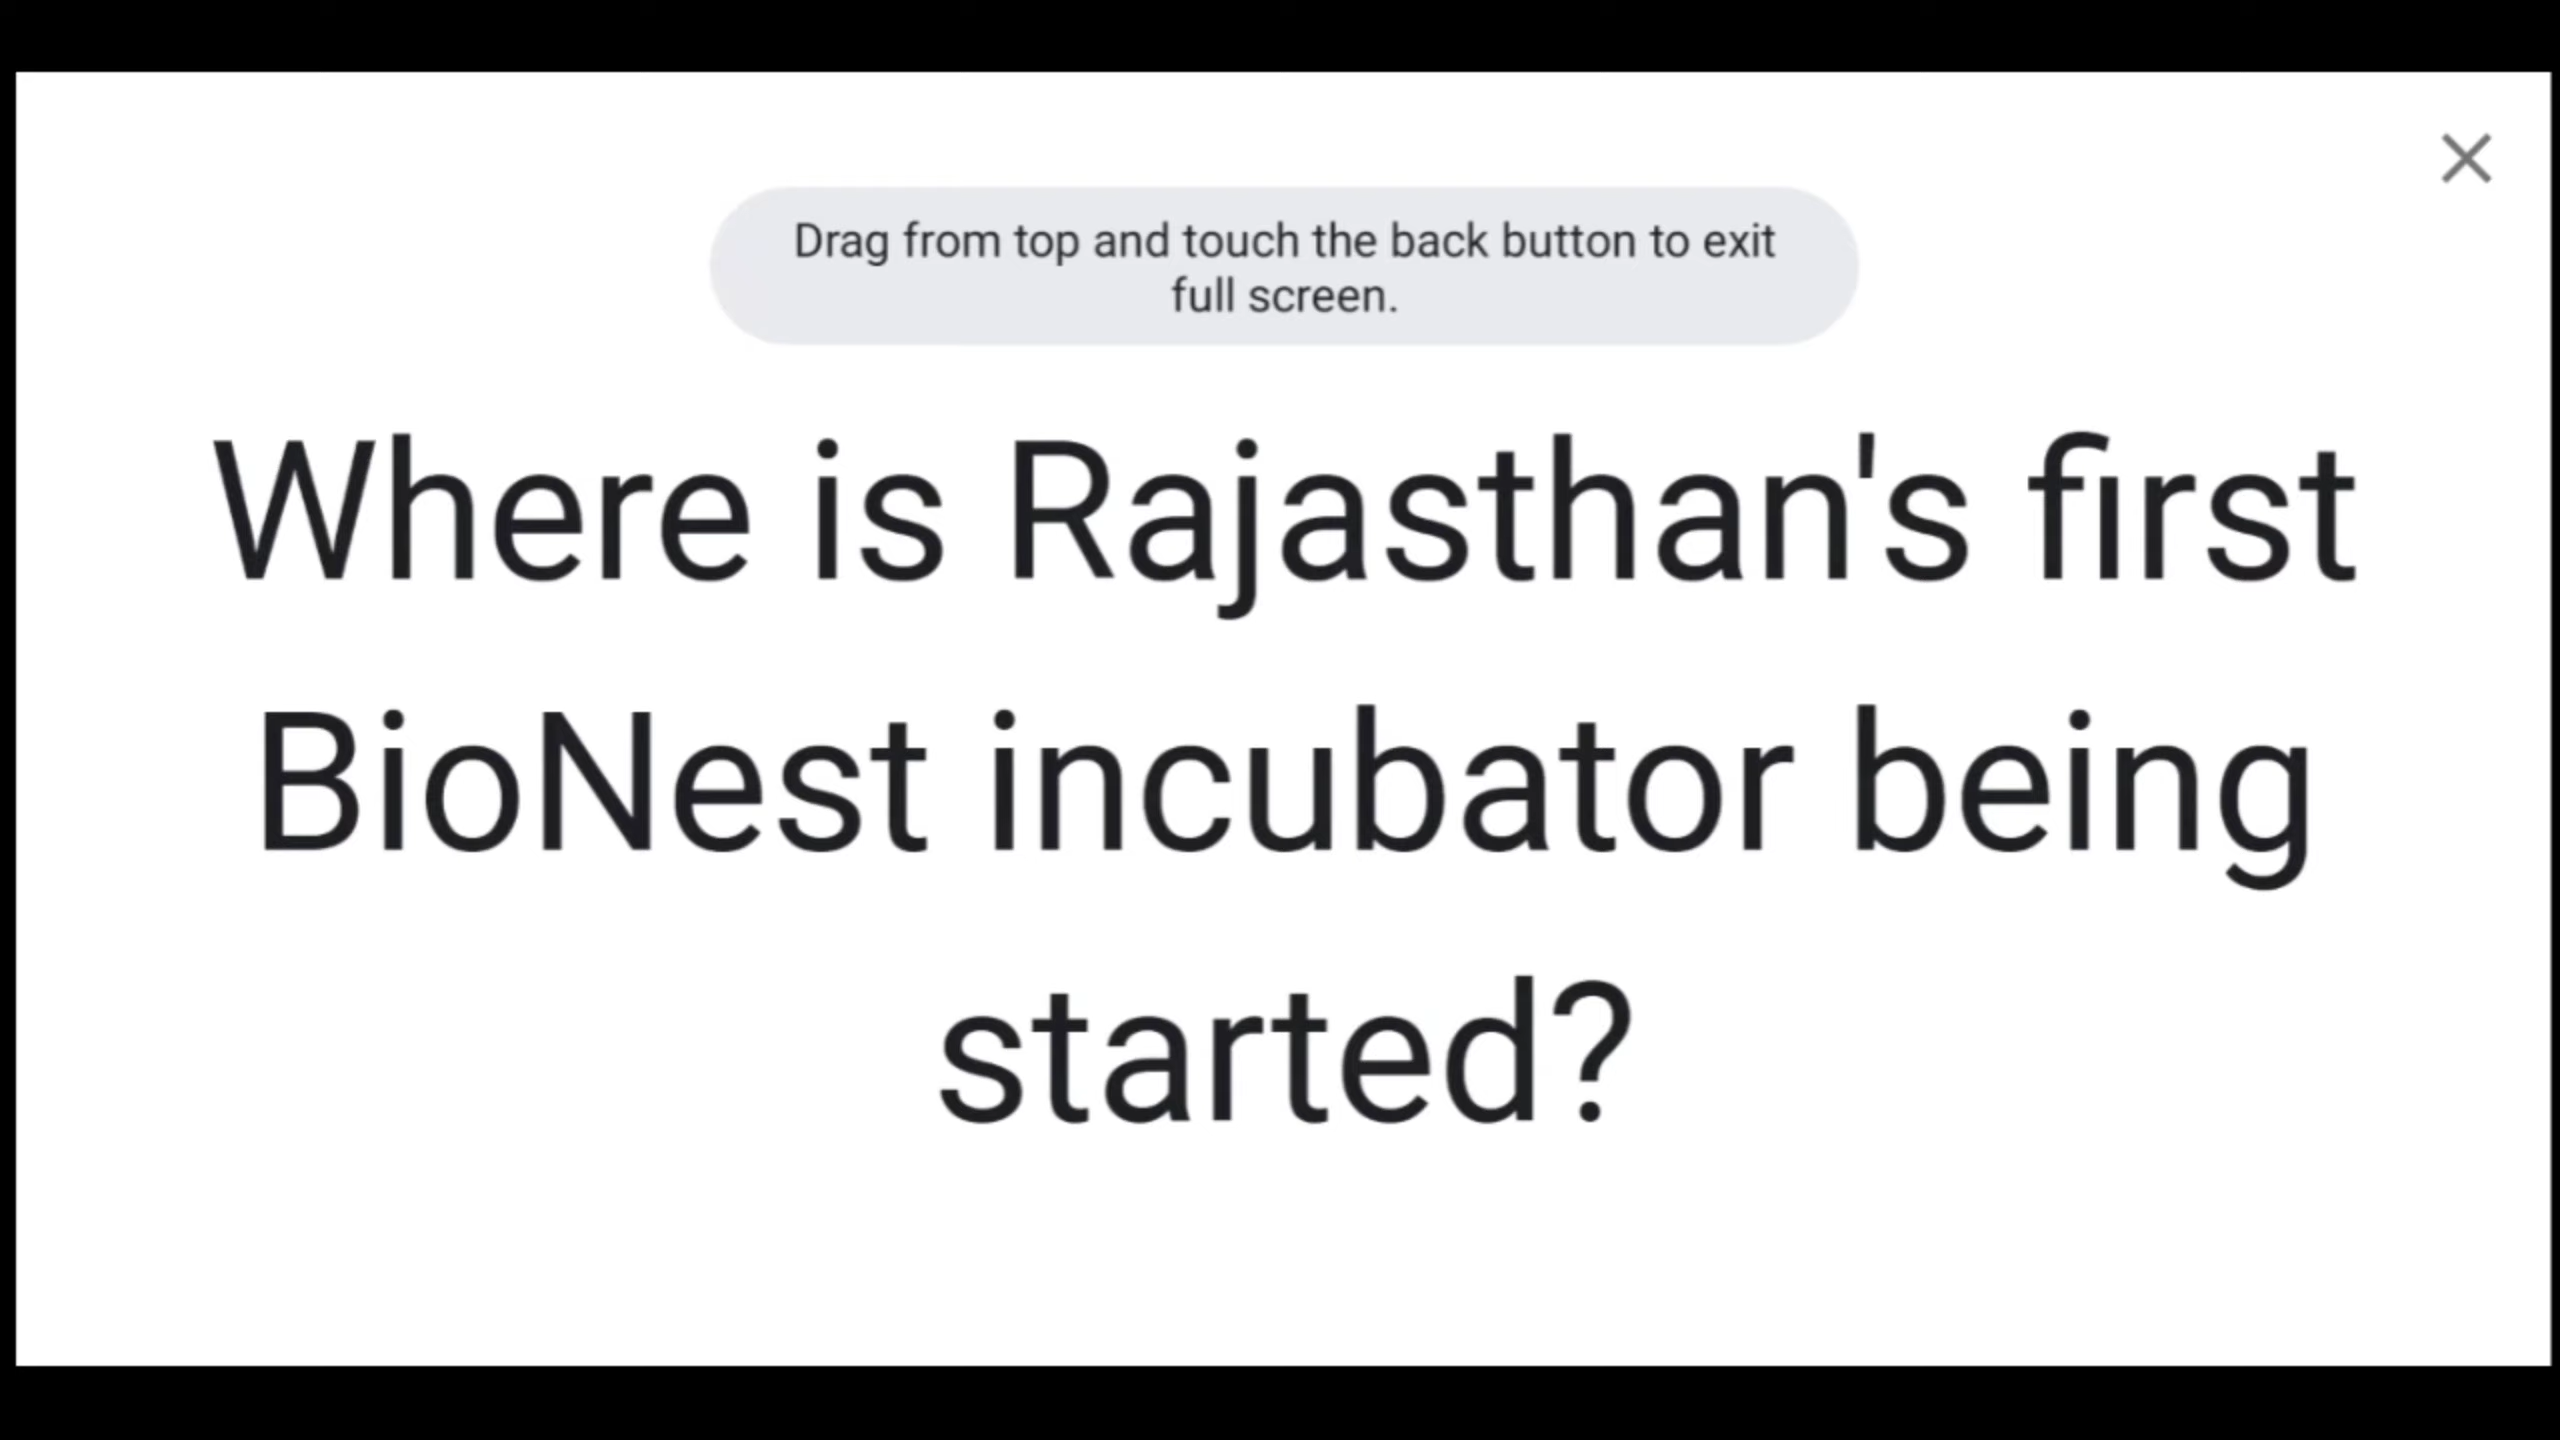 Drag from top and touch the back button to exit
full screen.
Where is Rajasthan's first
BioNest incubator being
started?